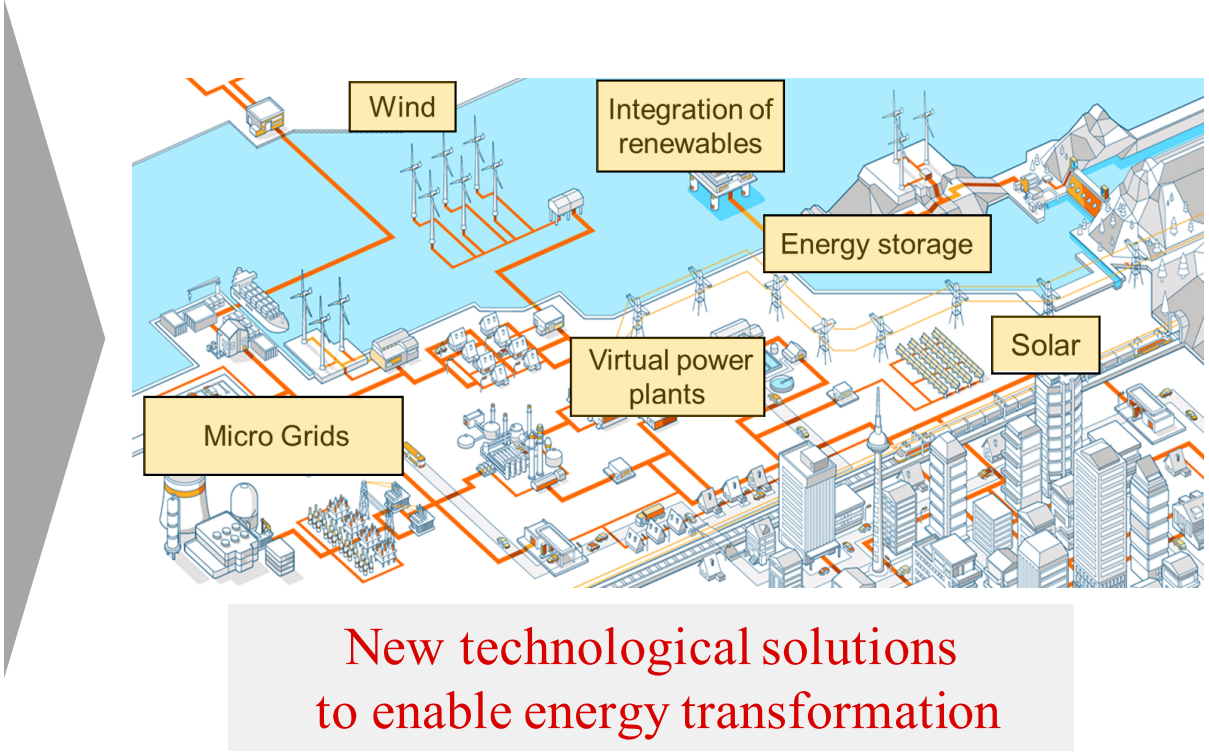 Wind
Integration of
renewables
Energy storage
Solar
Virtual power
plants
Micro Grids
New technological solutions
to enable energy transformation